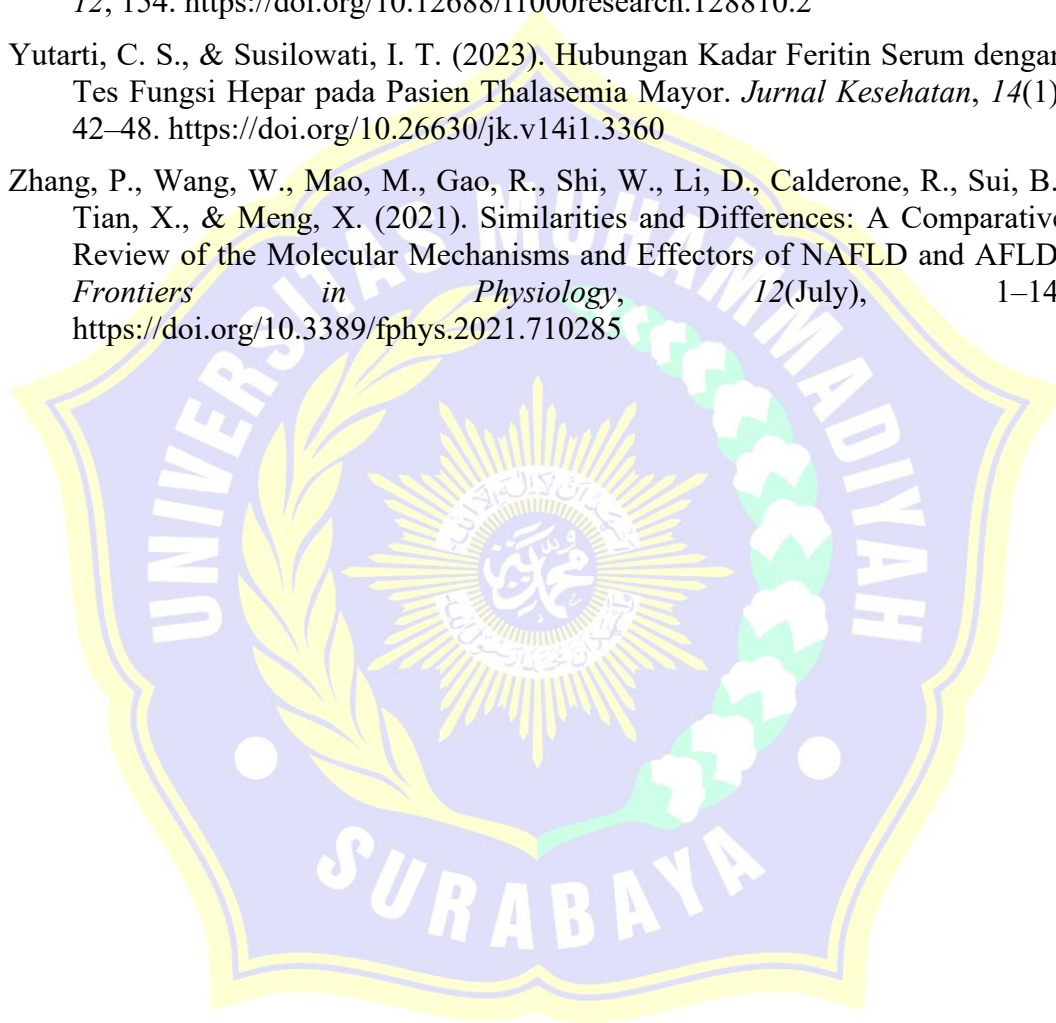 12, 154. https://doi.org/10.12688/f1000research.128810.2
Yutarti, C. S., & Susilowati, I. T. (2023). Hubungan Kadar Feritin Serum dengan
Tes Fungsi Hepar pada Pasien Thalasemia Mayor. Jurnal Kesehatan, 14(1)
42–48. https://doi.org/10.26630/jk.v14i1.3360
Zhang, P., Wang, W., Mao, M., Gao, R., Shi, W., Li, D., Calderone, R., Sui, B.
Tian, X., & Meng, X. (2021). Similarities and Differences: A Comparative
Review of the Molecular Mechanisms and Effectors of NAFLD and AFLD
Frontiers in Physiology, 12(July), 1–14
https://doi.org/10.3389/fphys.2021.710285
UNIVERSITAS MUHAMMADIYAH
SURABAYA